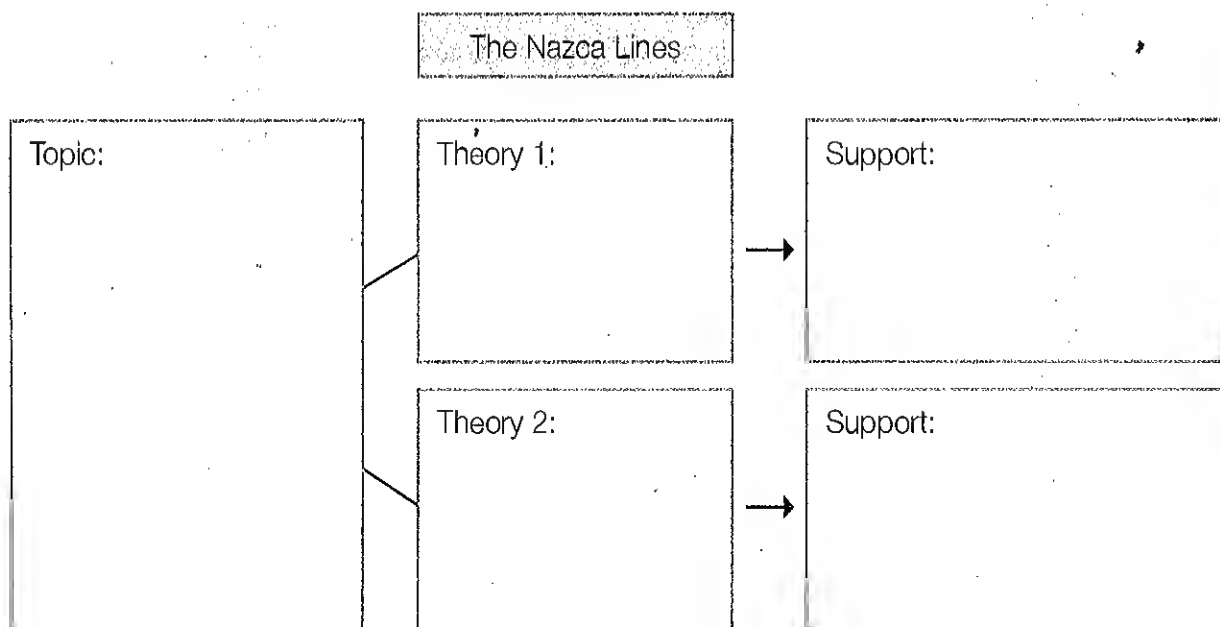 The Nazca Lines
Topic:
Theory 1:
Support:
Theory 2:
Support: